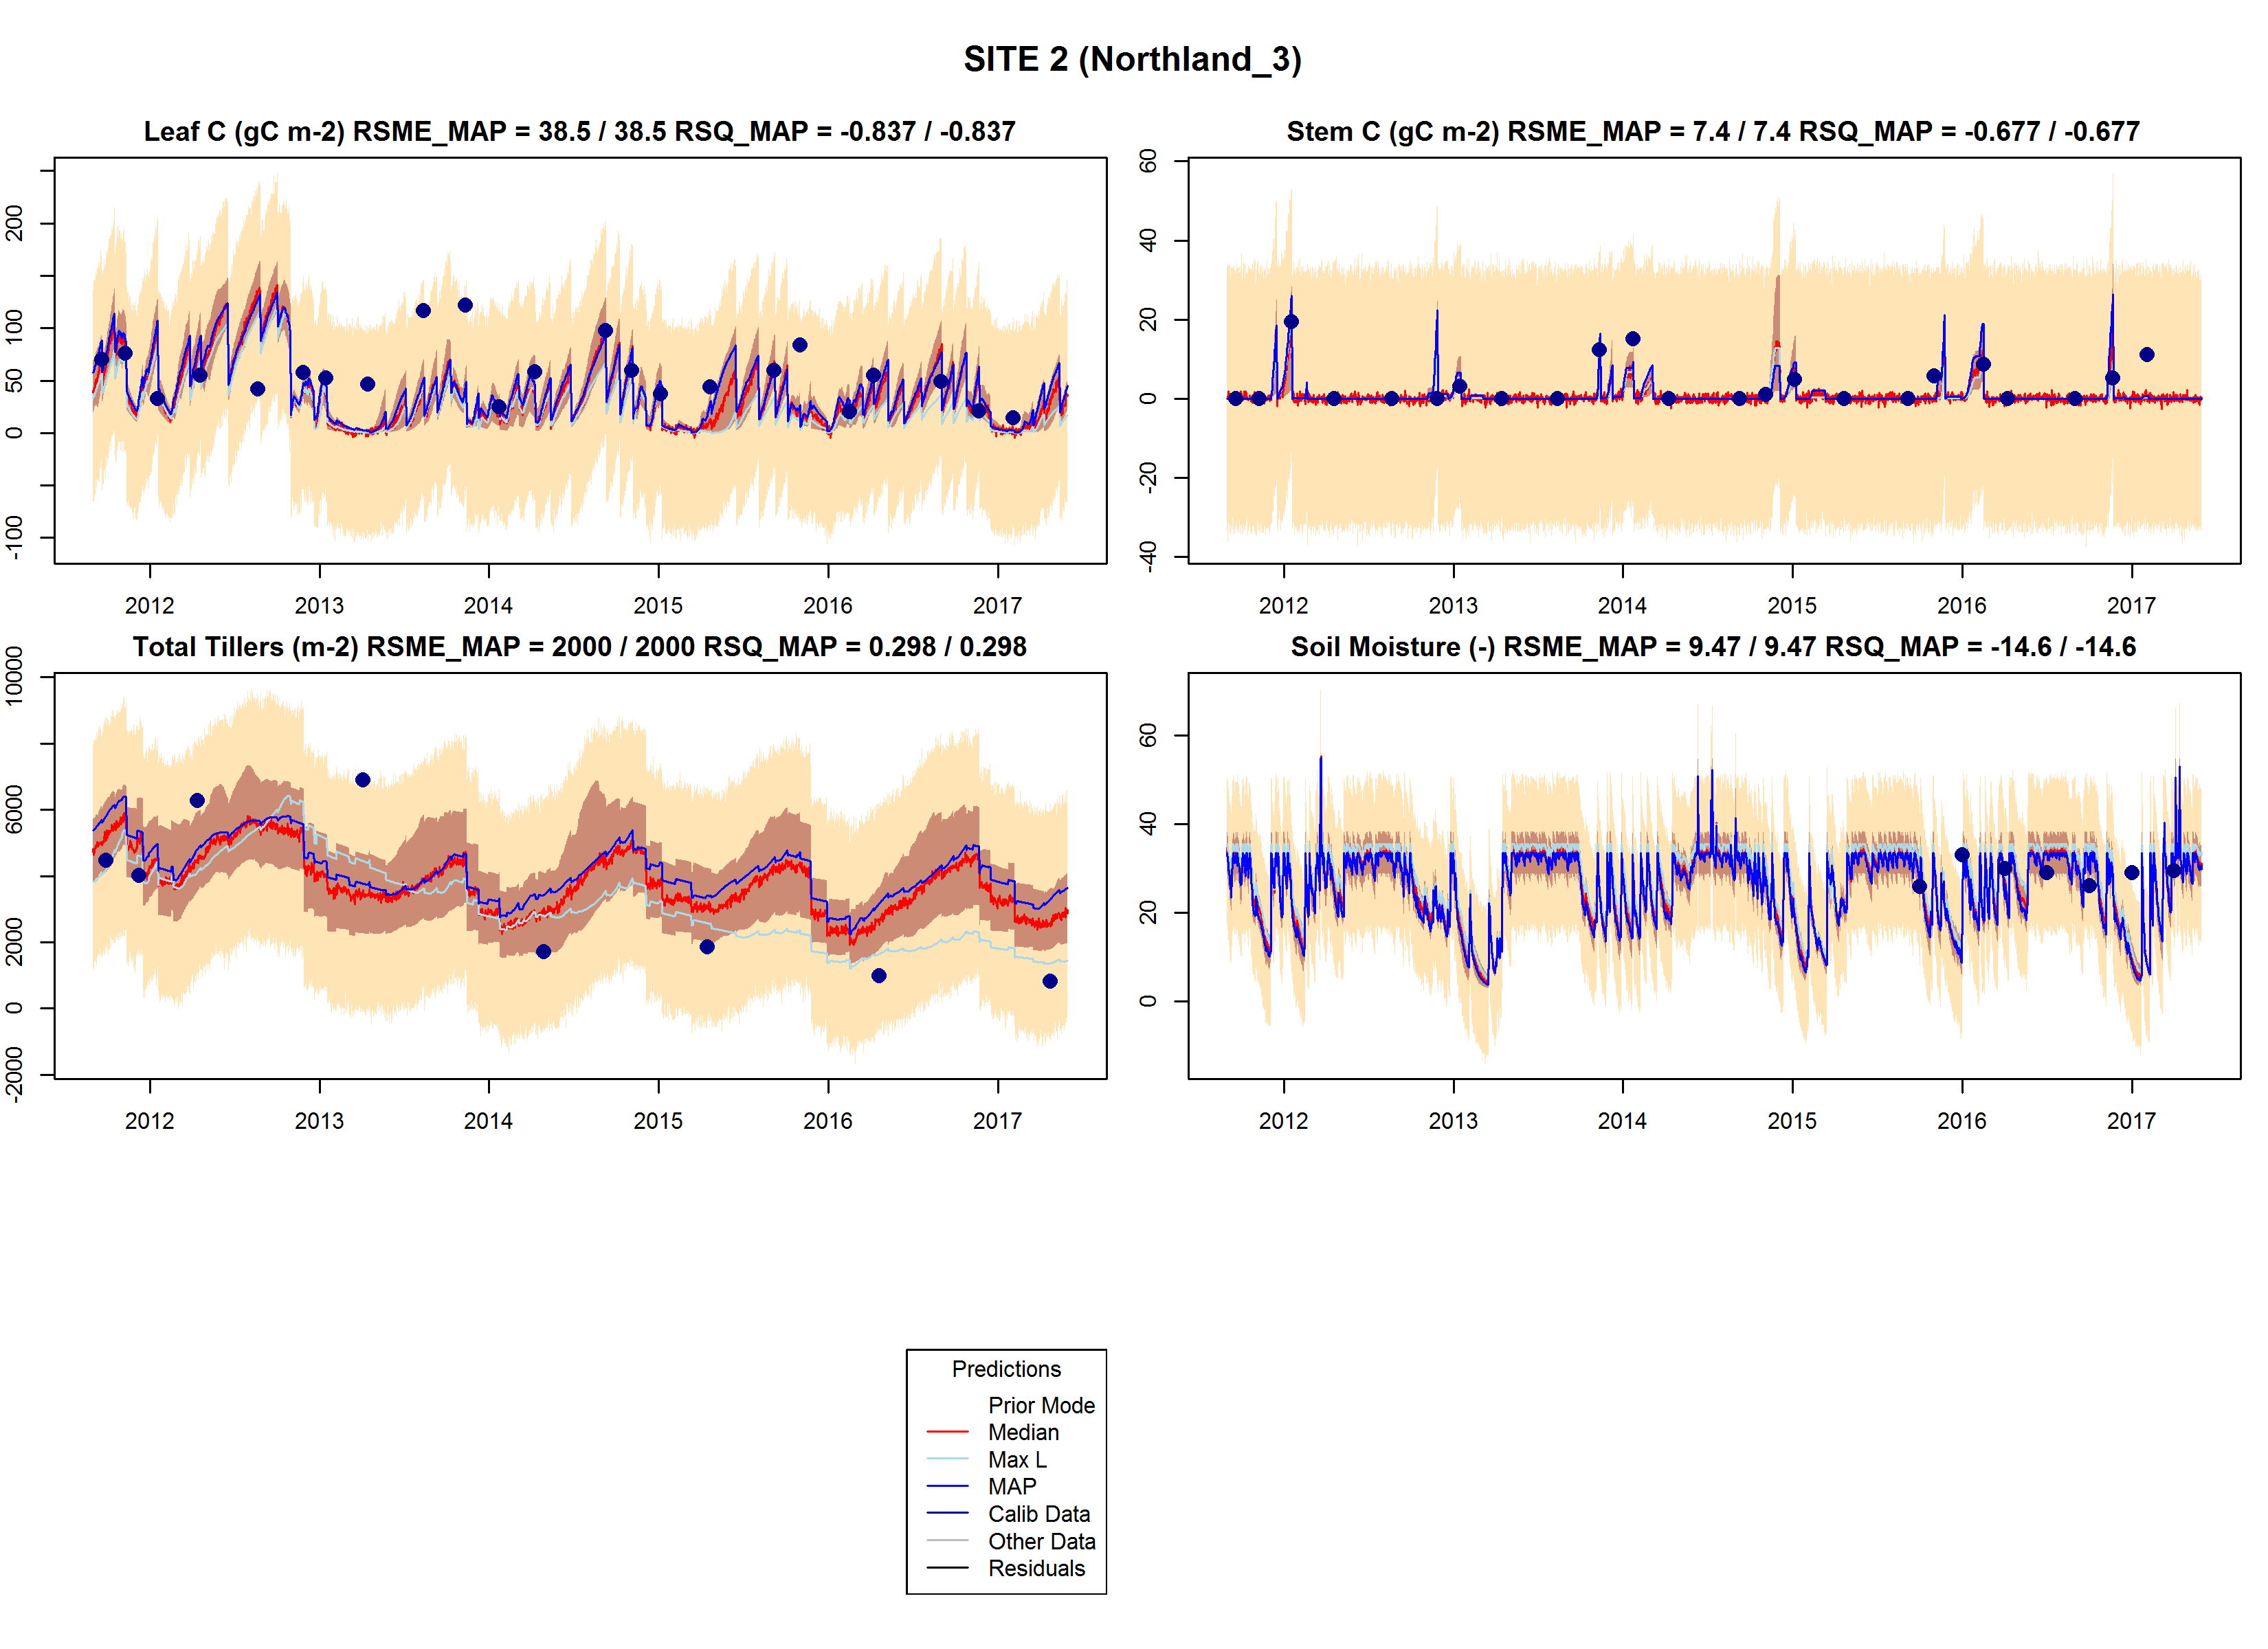 SITE 2 (Northland_3)
Leaf C (gC m-2) RSME_MAP = 38.5 / 38.5 RSQ_MAP = -0.837 / -0.837
200
100
50
0
-100
2012 2013 2014 2015 2016 2017
Stem C (gC m-2) RSME_MAP = 7.4 / 7.4 RSQ_MAP = -0.677 / -0.677
60
40
20
0
-20
-40
2012 2013 2014 2015 2016 2017
Total Tillers (m-2) RSME_MAP = 2000 / 2000 RSQ_MAP = 0.298 / 0.298
10000
6000
2000
0
-2000
2012 2013 2014 2015 2016 2017
Soil Moisture (-) RSME_MAP = 9.47 / 9.47 RSQ_MAP = -14.6 / -14.6
60
40
20
0
2012 2013 2014 2015 2016 2017
Predictions
Prior Mode
Median
Max L
MAP
Calib Data
Other Data
Residuals